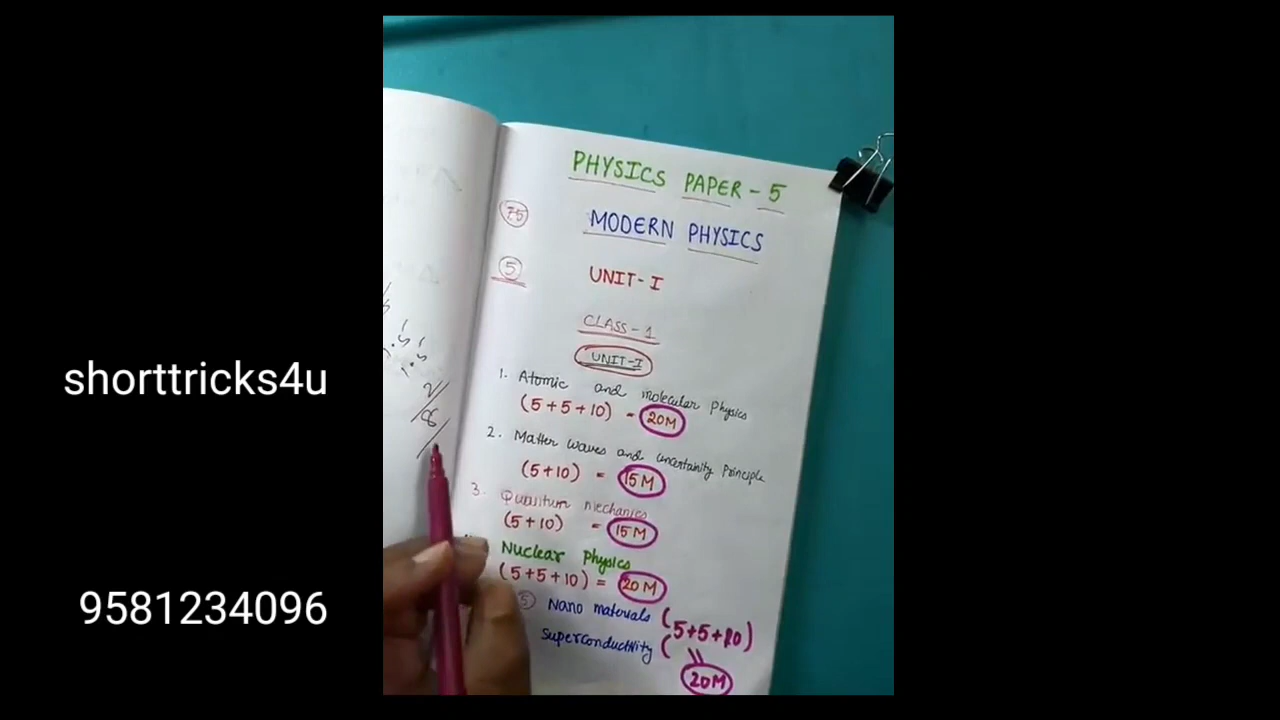 PHYSICS PAPER - 5
75
MODERN PHYSICS
5
UNIT - I
CLASS - 1
UNIT-I
1. Atomic and molecular Physics
(5+5+10) - 20M
2. Matter waves and uncertainity Principle
(5+10) = 15M
3. Quantum mechanics
(5+10) = 15M
Nuclear Physics
(5+5+10) = 20M
5 Nano materials (5+5+10)
Superconductivity (
20M
shorttricks4u
9581234096